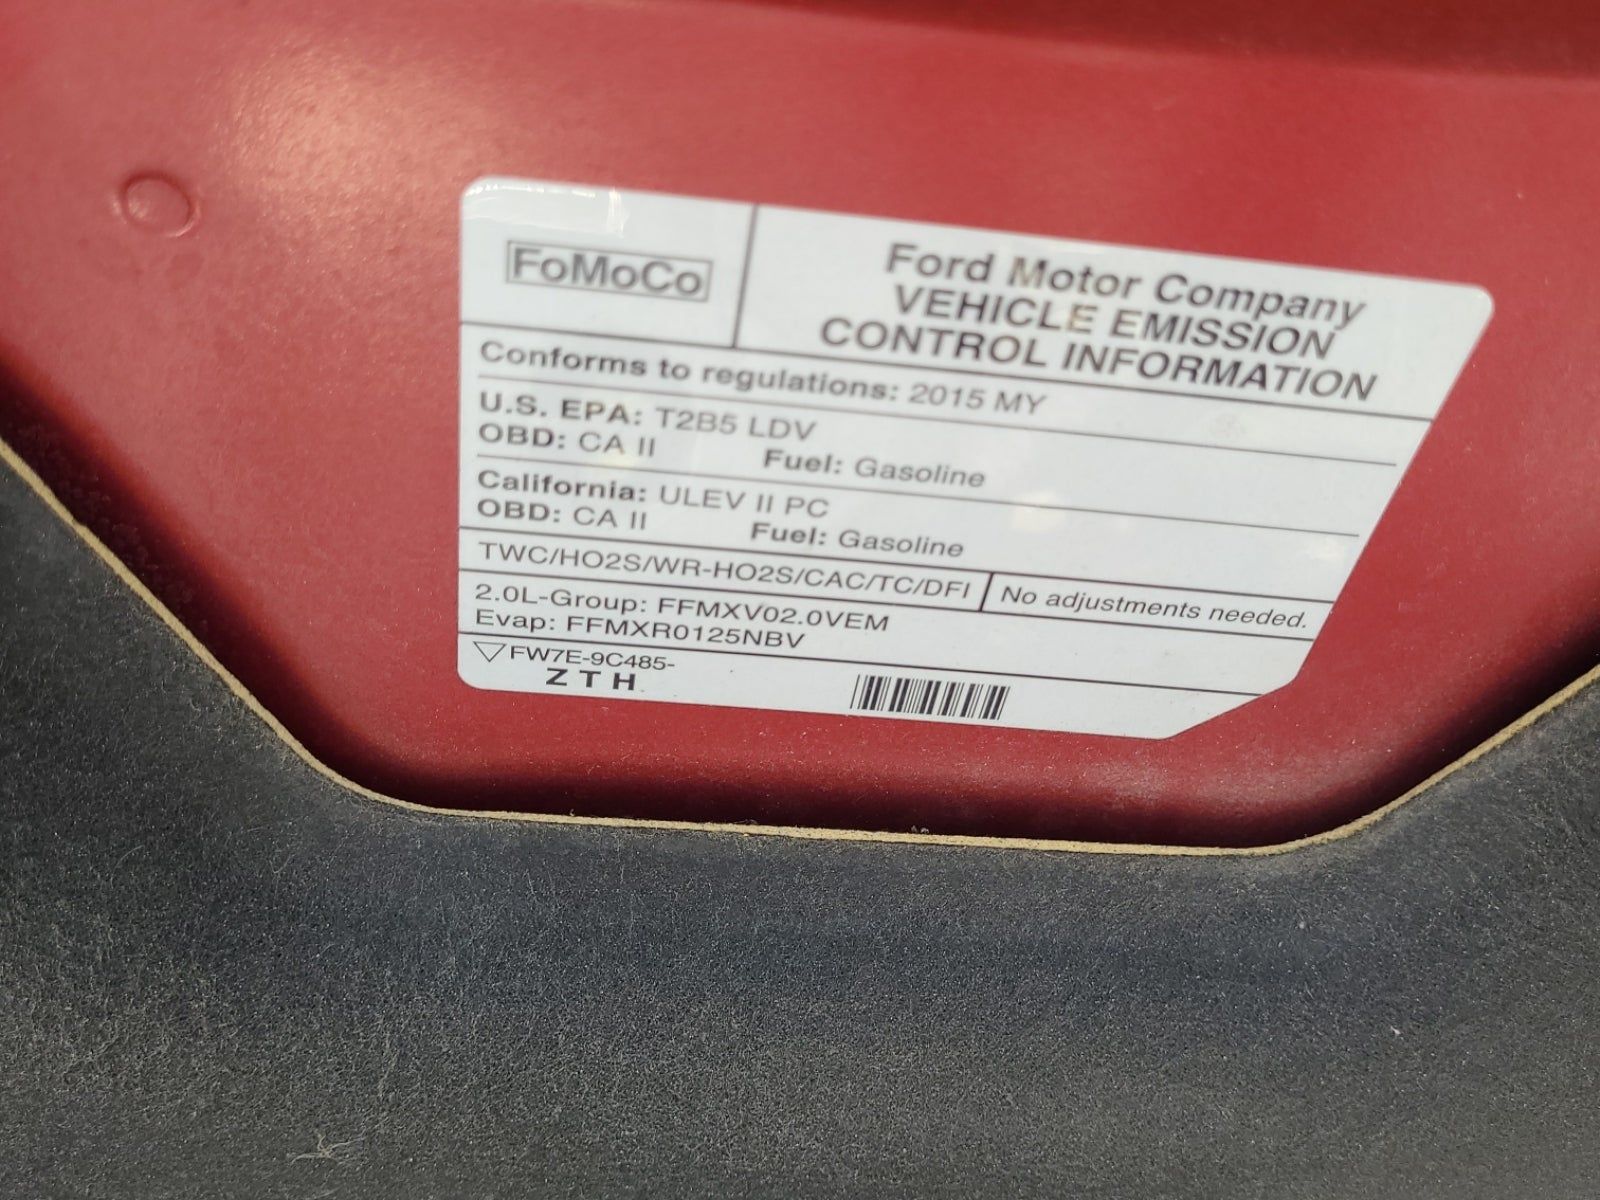 FoMoCo
Ford Motor Company
VEHICLE EMISSION
CONTROL INFORMATION
Conforms to regulations: 2015 MY
U.S. EPA: T2B5 LDV
OBD: CA II Fuel: Gasoline
California: ULEV II PC
OBD: CA II Fuel: Gasoline
TWC/HO2S/WR-HO2S/CAC/TC/DFI No adjustments needed.
2.0L-Group: FFMXV02.0VEM
Evap: FFMXR0125NBV
FW7E-9C485-
ZTH